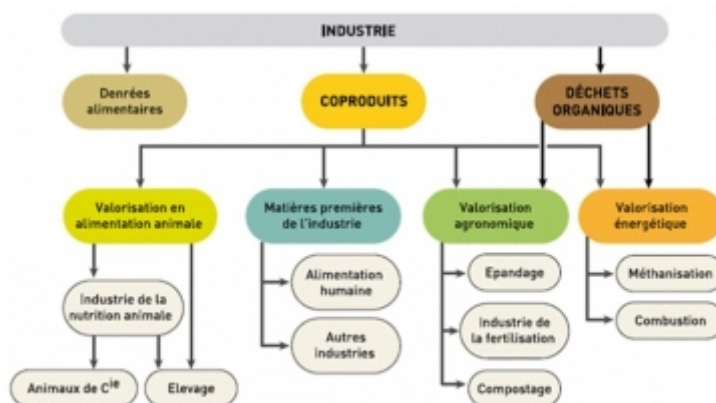 INDUSTRIE
Denrées
alimentaires
COPRODUITS
DÉCHETS
ORGANIQUES
Valorisation en
alimentation animale
Matières premières
de l'industrie
Valorisation
agronomique
Valorisation
énergétique
Industrie de la
nutrition animale
Animaux de Cie
Elevage
Alimentation
humaine
Autres
industries
Epandage
Industrie de
la fertilisation
Compostage
Méthanisation
Combustion